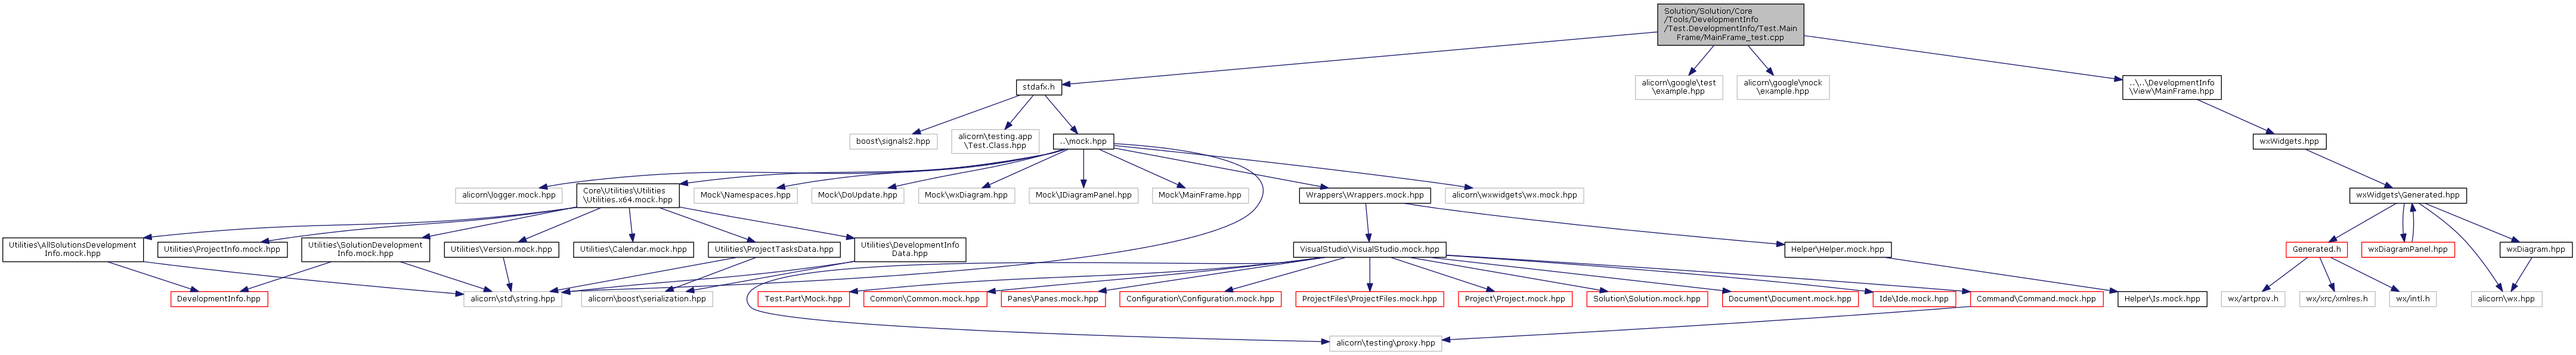 Solution/Solution/Core
/Tools/DevelopmentInfo
/Test.DevelopmentInfo/Test.Main
Frame/MainFrame_test.cpp
stdafx.h
alicorn\google\test
\example.hpp
alicorn\google\mock
\example.hpp
..\..\DevelopmentInfo
\View\MainFrame.hpp
boost\signals2.hpp
alicorn\testing.app
\Test.Class.hpp
..\mock.hpp
wxWidgets.hpp
alicorn\logger.mock.hpp
Core\Utilities\Utilities
\Utilities.x64.mock.hpp
Mock\Namespaces.hpp
Mock\DoUpdate.hpp
Mock\wxDiagram.hpp
Mock\IDiagramPanel.hpp
Mock\MainFrame.hpp
Wrappers\Wrappers.mock.hpp
alicorn\wxwidgets\wx.mock.hpp
wxWidgets\Generated.hpp
Utilities\AllSolutionsDevelopment
Info.mock.hpp
Utilities\ProjectInfo.mock.hpp
Utilities\SolutionDevelopment
Info.mock.hpp
Utilities\Version.mock.hpp
Utilities\Calendar.mock.hpp
Utilities\ProjectTasksData.hpp
Utilities\DevelopmentInfo
Data.hpp
VisualStudio\VisualStudio.mock.hpp
Helper\Helper.mock.hpp
Generated.h
wxDiagramPanel.hpp
wxDiagram.hpp
DevelopmentInfo.hpp
alicorn\std\string.hpp
alicorn\boost\serialization.hpp
Test.Part\Mock.hpp
Common\Common.mock.hpp
Panes\Panes.mock.hpp
Configuration\Configuration.mock.hpp
ProjectFiles\ProjectFiles.mock.hpp
Project\Project.mock.hpp
Solution\Solution.mock.hpp
Document\Document.mock.hpp
Ide\Ide.mock.hpp
Command\Command.mock.hpp
Helper\Is.mock.hpp
wx/artprov.h
wx/xrc/xmlres.h
wx/intl.h
alicorn\wx.hpp
alicorn\testing\proxy.hpp